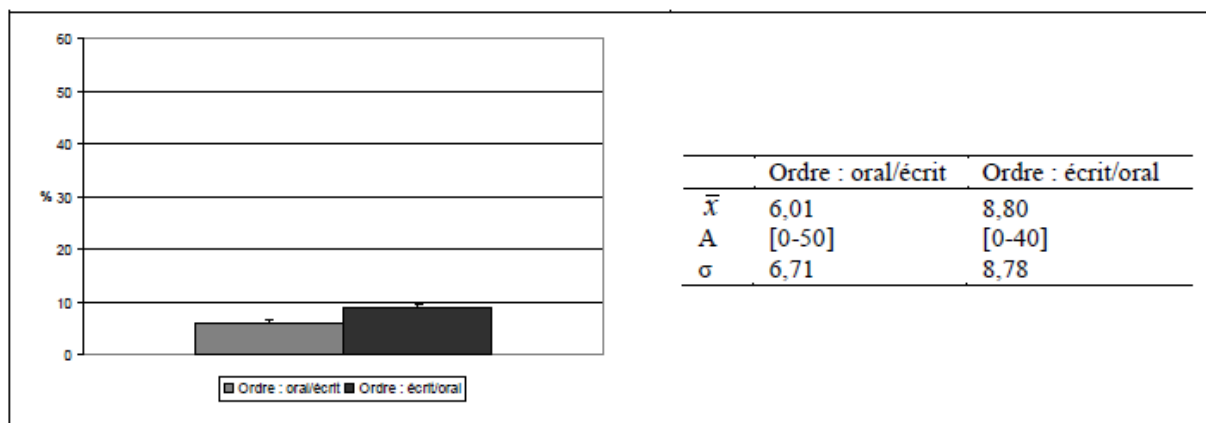 60
50
40
% 30
20
10
0
Ordre : oral/écrit Ordre : écrit/oral
Ordre : oral/écrit Ordre : écrit/oral
x̄ 6,01 8,80
A [0-50] [0-40]
σ 6,71 8,78